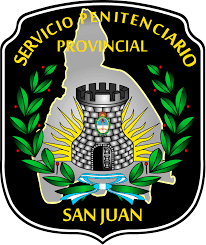 SERVICIO PENITENCIARIO
PROVINCIAL
SAN JUAN